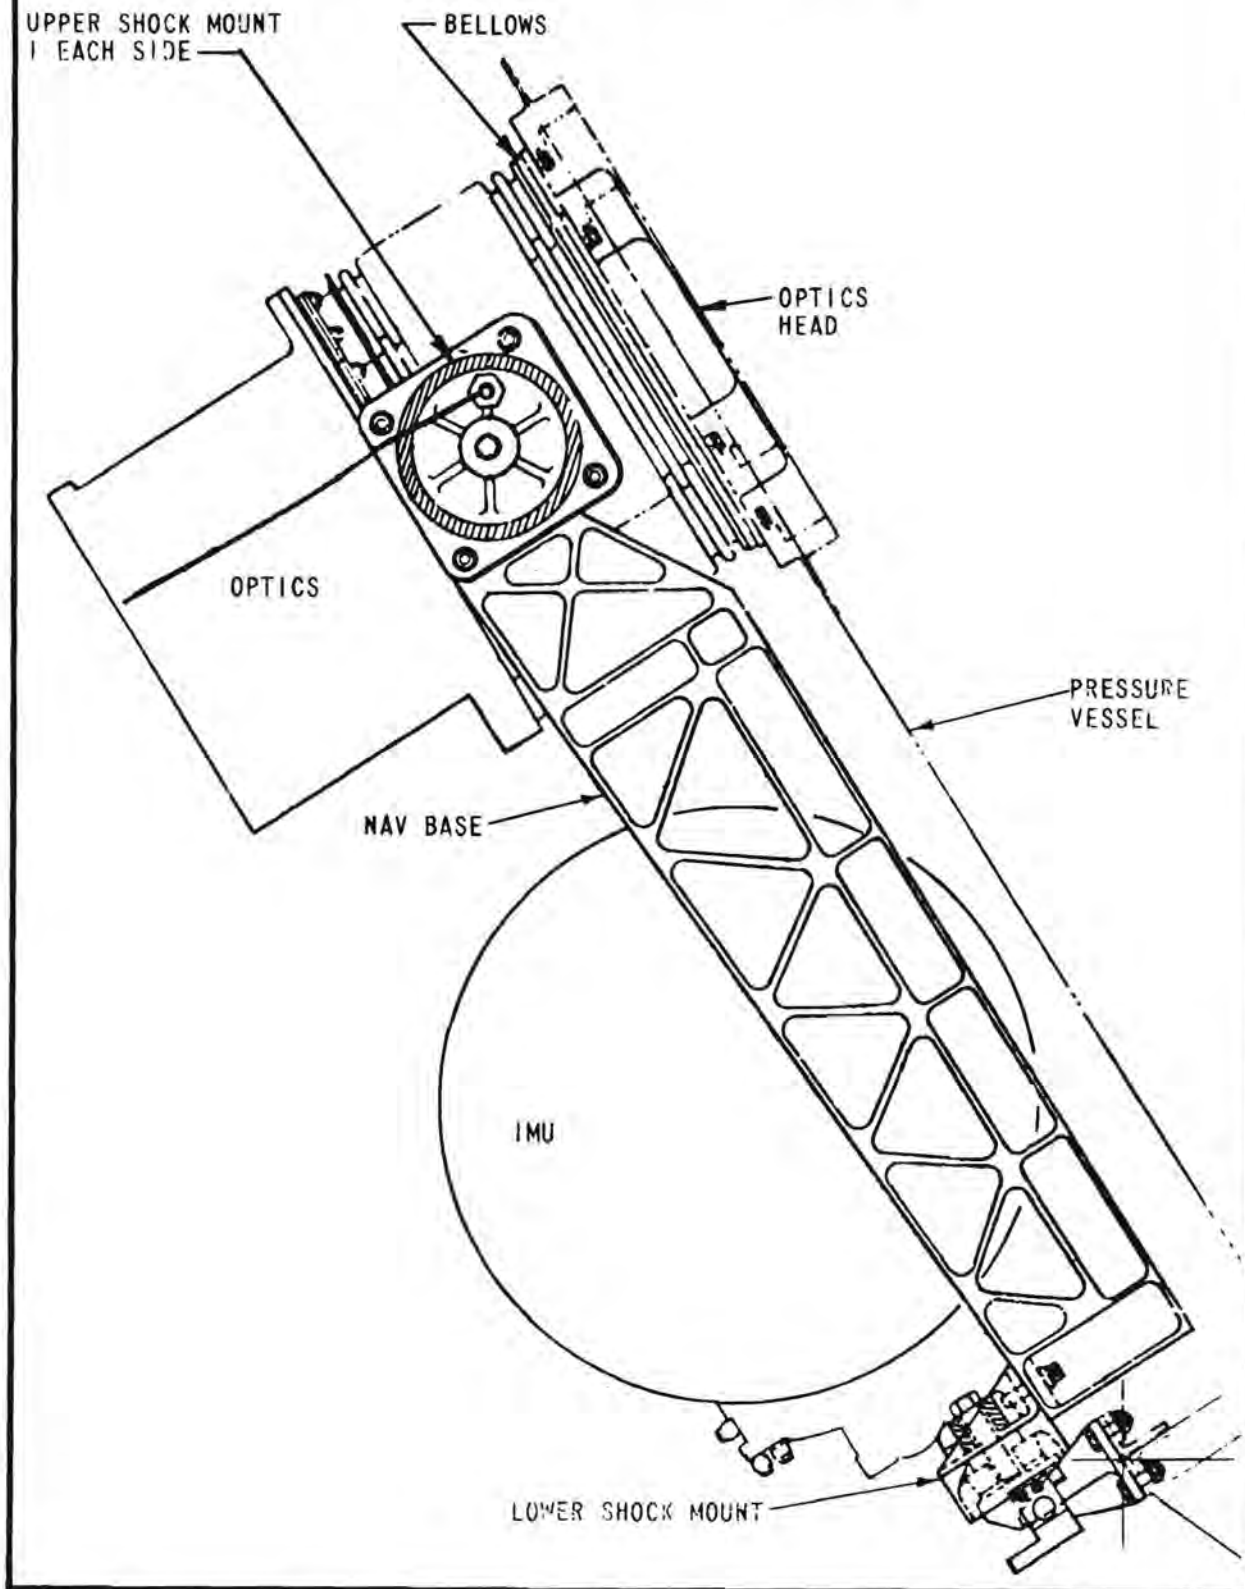 UPPER SHOCK MOUNT
1 EACH SIDE
BELLOWS
OPTICS
HEAD
OPTICS
PRESSURE
VESSEL
NAV BASE
IMU
LOWER SHOCK MOUNT